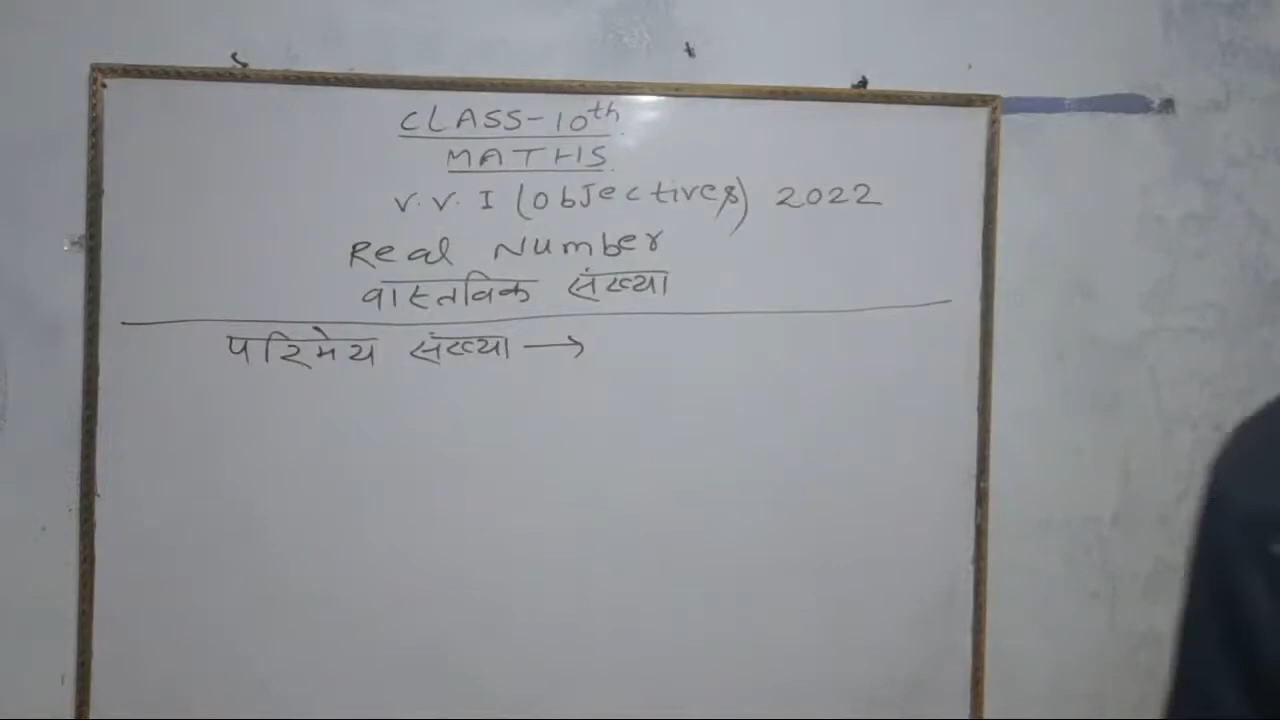 CLASS-10th
MATHS
V.V.I (Objectives) 2022
Real Number
वास्तविक संख्या
परिमेय संख्या →